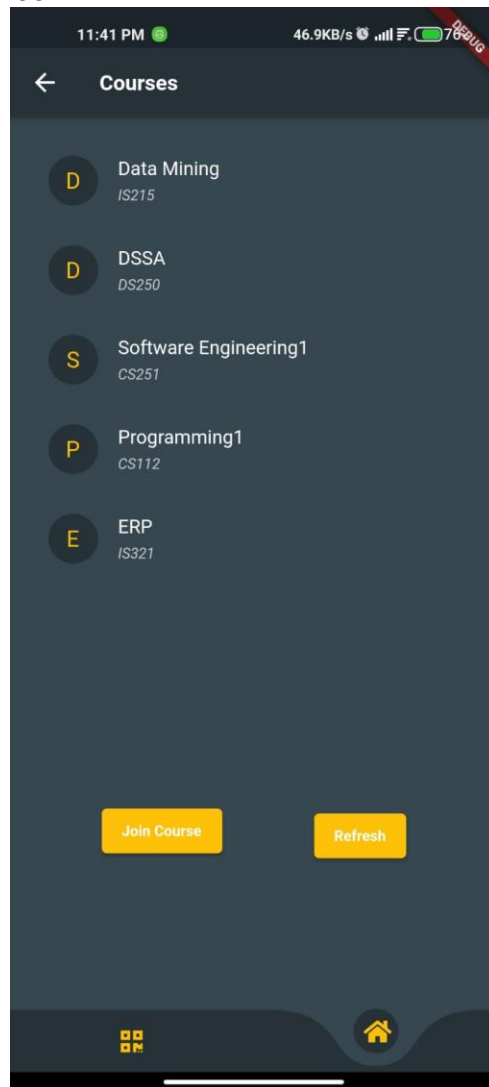 11:41 PM 46.9KB/s
DEBUG
Courses
D
Data Mining
IS215
D
DSSA
DS250
S
Software Engineering1
CS251
P
Programming1
CS112
E
ERP
IS321
Join Course
Refresh